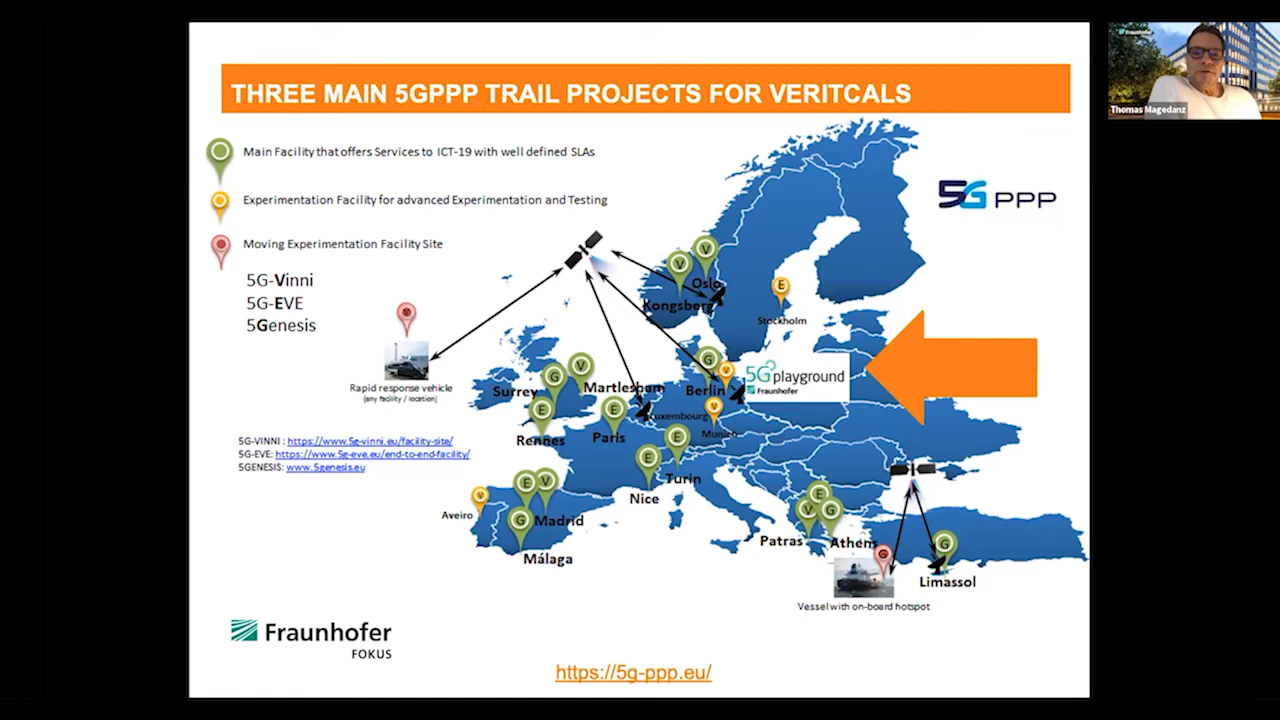 Fraunhofer
Thomas Magedanz
THREE MAIN 5GPPP TRAIL PROJECTS FOR VERITCALS
Main Facility that offers Services to ICT-19 with well defined SLAs
Experimentation Facility for advanced Experimentation and Testing
Moving Experimentation Facility Site
5G-Vinni
5G-EVE
5Genesis
5G PPP
V
V
Oslo
Kongsberg
E
Stockholm
V
Rapid response vehicle
(any facility / location)
G
V
Surrey
Martlesham
E
Rennes
E
Paris
Luxembourg
G
V
Berlin
5G playground
Fraunhofer
V
Munich
E
Turin
E
Nice
5G-VINNI : https://www.5g-vinni.eu/facility-site/
5G-EVE: https://www.5g-eve.eu/end-to-end-facility/
5GENESIS: www.5genesis.eu
V
Aveiro
E
V
Madrid
G
Málaga
E
V
G
Patras
Athens
G
G
Limassol
Vessel with on-board hotspot
Fraunhofer
FOKUS
https://5g-ppp.eu/